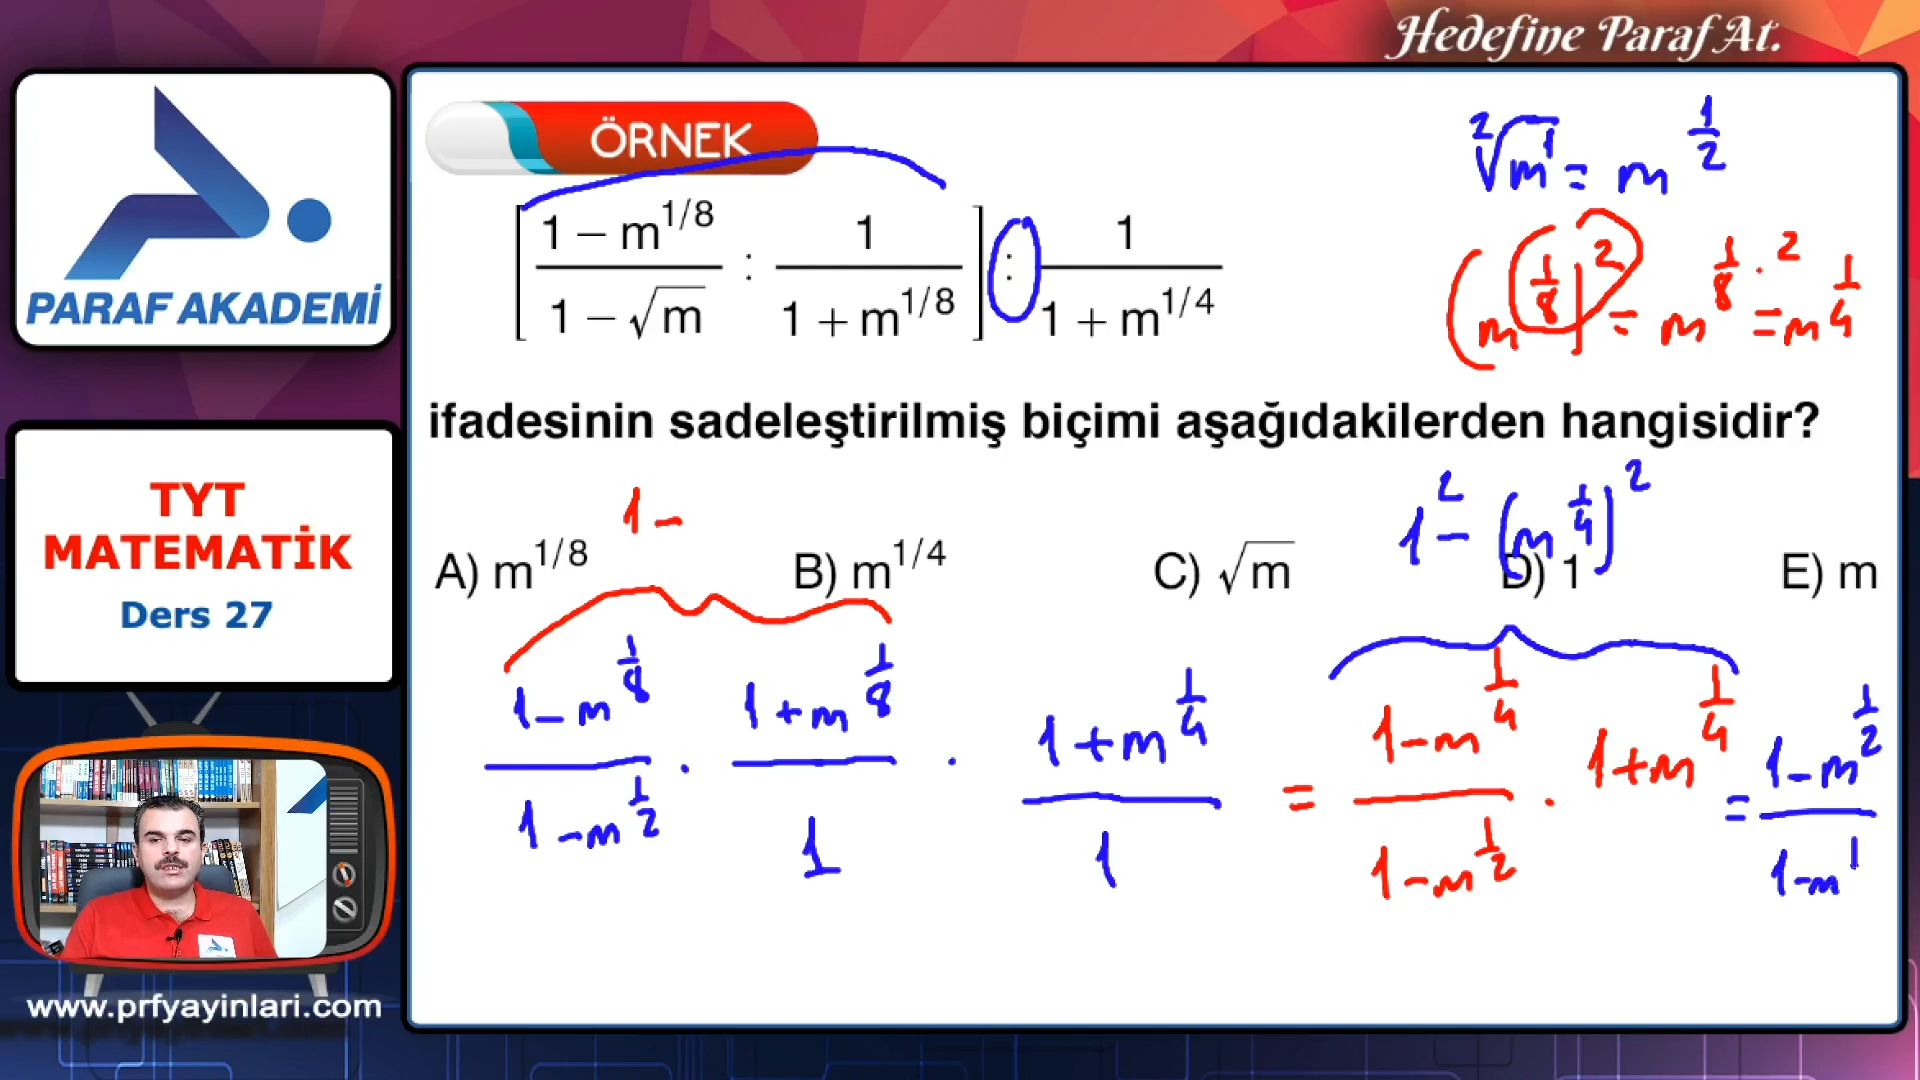 Hedefine Paraf At.
PARAF AKADEMİ
TYT
MATEMATİK
Ders 27
www.prfyayinlari.com
ÖRNEK
[(1 − m^{1/8})/(1 − √m) : 1/(1 + m^{1/8})] : 1/(1 + m^{1/4})
²√m¹ = m^{1/2}
(m^{1/8})² = m^{1/8 · 2} = m^{1/4}
ifadesinin sadeleştirilmiş biçimi aşağıdakilerden hangisidir?
1 −
1² − (m^{1/4})²
A) m^{1/8} B) m^{1/4} C) √m D) 1 E) m
(1 − m^{1/8})/(1 − m^{1/2}) · (1 + m^{1/8})/1 · (1 + m^{1/4})/1 = (1 − m^{1/4})/(1 − m^{1/2}) · 1 + m^{1/4} = (1 − m^{1/2})/(1 − m^{1})